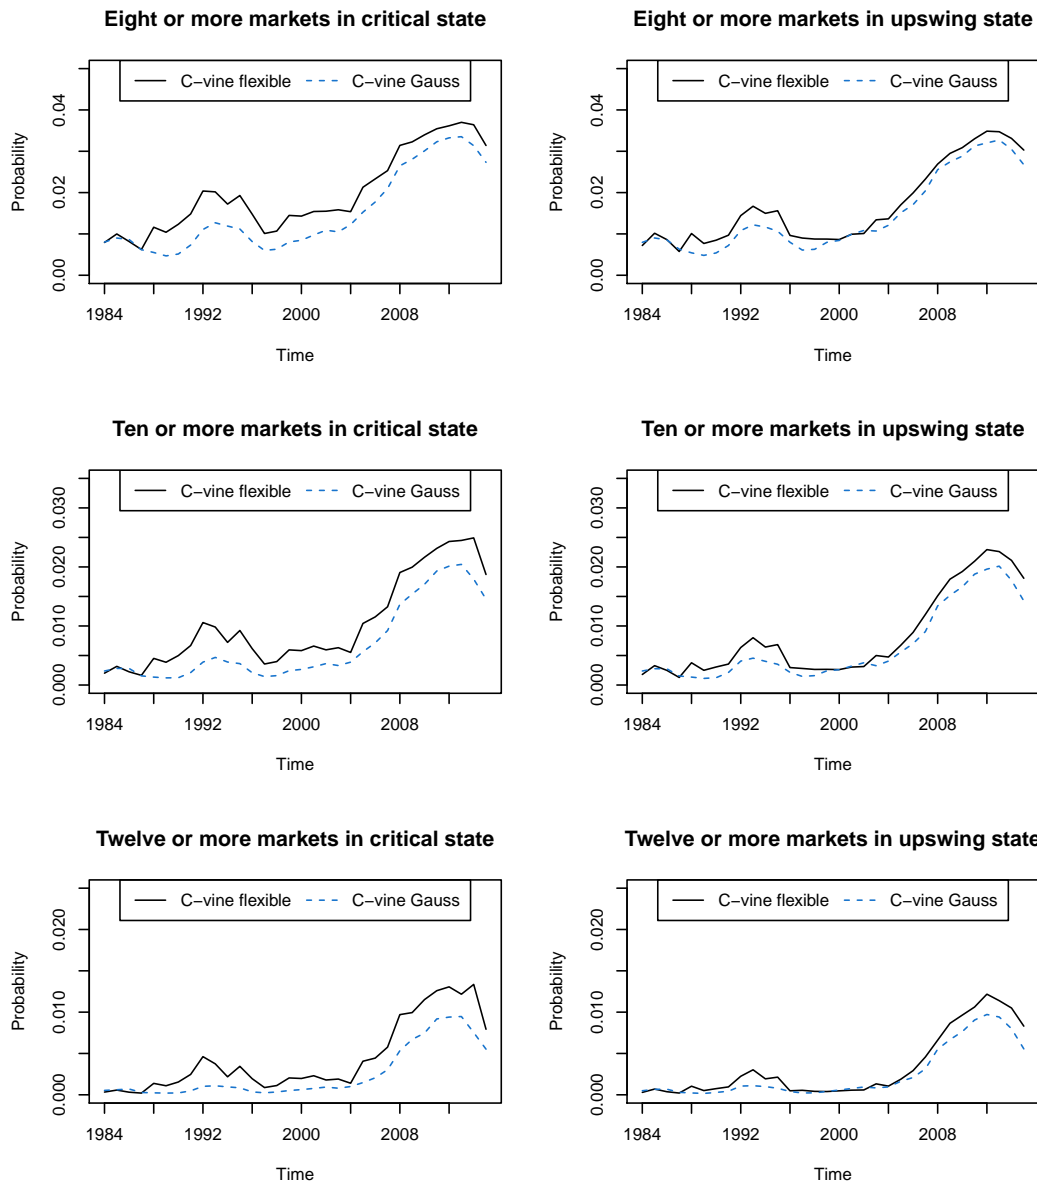 Eight or more markets in critical state
C−vine flexible C−vine Gauss
Probability
0.00 0.02 0.04
1984 1992 2000 2008
Time
Eight or more markets in upswing state
C−vine flexible C−vine Gauss
Probability
0.00 0.02 0.04
1984 1992 2000 2008
Time
Ten or more markets in critical state
C−vine flexible C−vine Gauss
Probability
0.000 0.010 0.020 0.030
1984 1992 2000 2008
Time
Ten or more markets in upswing state
C−vine flexible C−vine Gauss
Probability
0.000 0.010 0.020 0.030
1984 1992 2000 2008
Time
Twelve or more markets in critical state
C−vine flexible C−vine Gauss
Probability
0.000 0.010 0.020
1984 1992 2000 2008
Time
Twelve or more markets in upswing state
C−vine flexible C−vine Gauss
Probability
0.000 0.010 0.020
1984 1992 2000 2008
Time